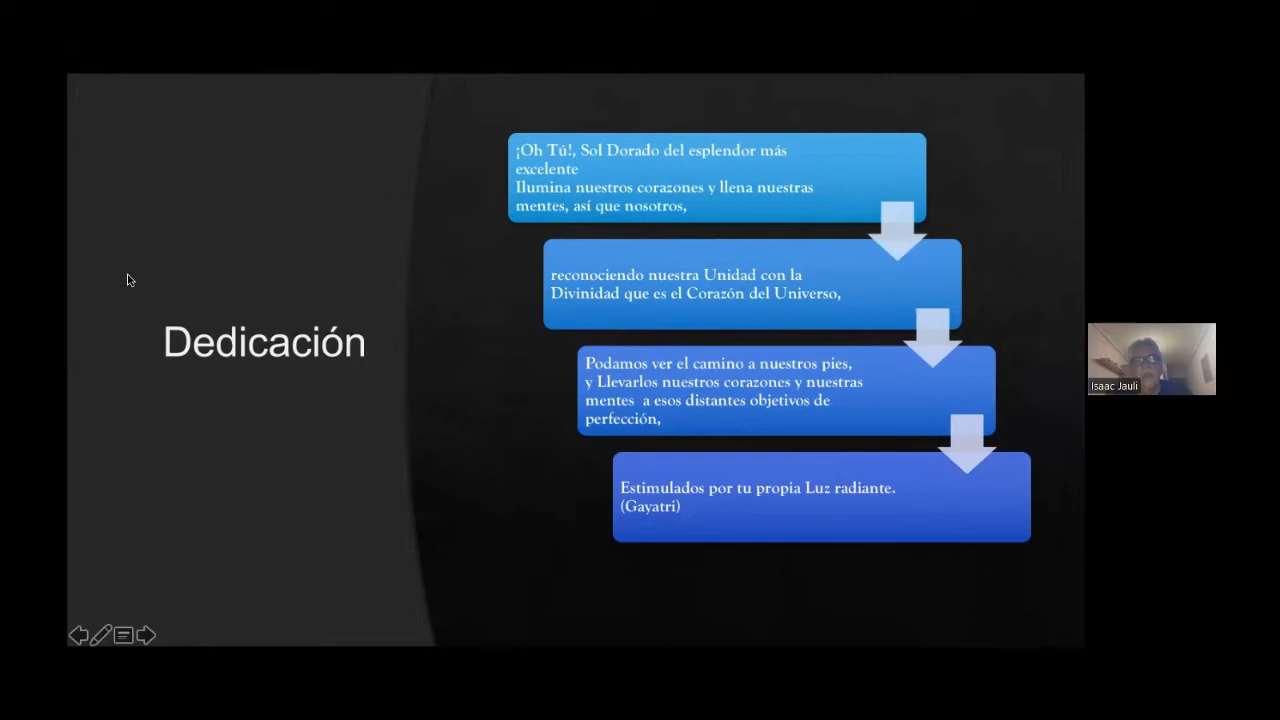 Dedicación
¡Oh Tú!, Sol Dorado del esplendor más
excelente
Ilumina nuestros corazones y llena nuestras
mentes, así que nosotros,
reconociendo nuestra Unidad con la
Divinidad que es el Corazón del Universo,
Podamos ver el camino a nuestros pies,
y Llevarlos nuestros corazones y nuestras
mentes a esos distantes objetivos de
perfección,
Estimulados por tu propia Luz radiante.
(Gayatri)
Isaac Jauli